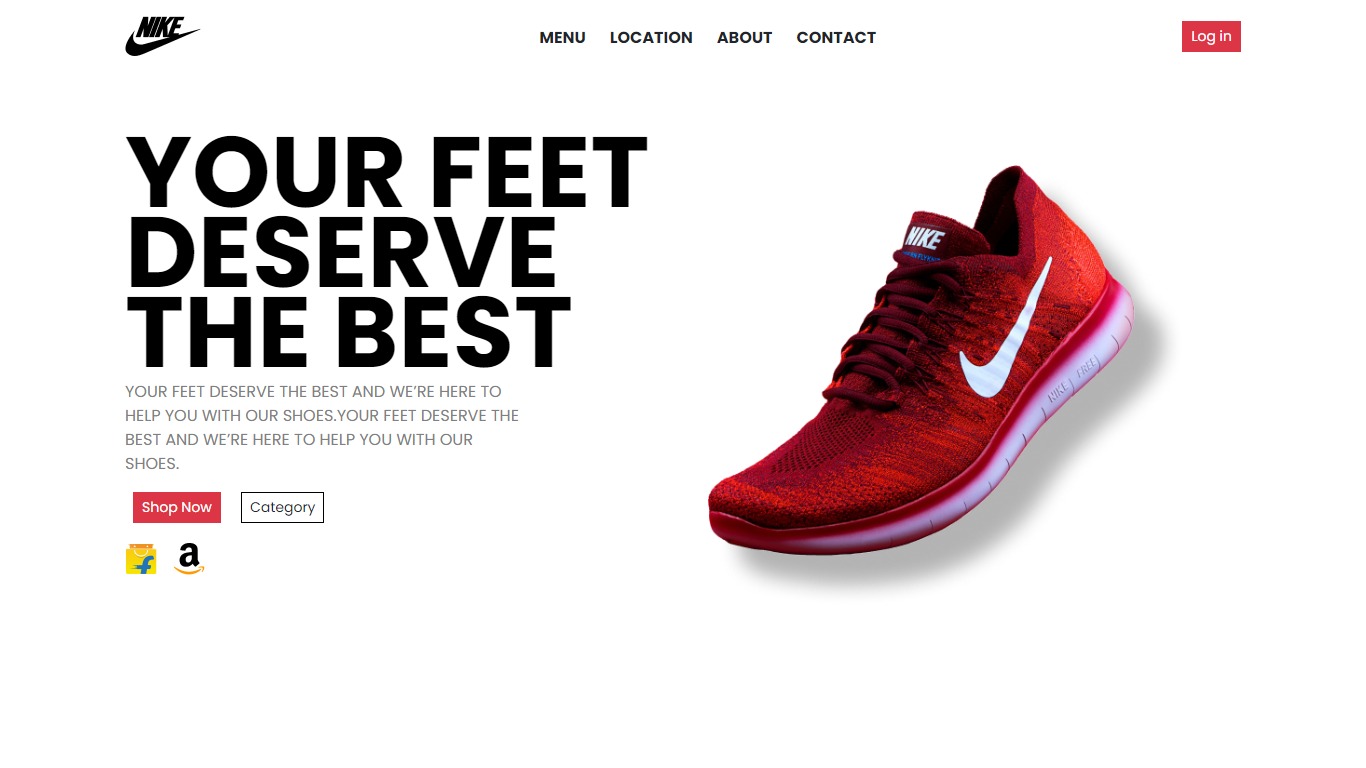 NIKE
MENU LOCATION ABOUT CONTACT
Log in
YOUR FEET
DESERVE
THE BEST
YOUR FEET DESERVE THE BEST AND WE’RE HERE TO
HELP YOU WITH OUR SHOES.YOUR FEET DESERVE THE
BEST AND WE’RE HERE TO HELP YOU WITH OUR
SHOES.
Shop Now Category
f a
NIKE
NIKE FREE